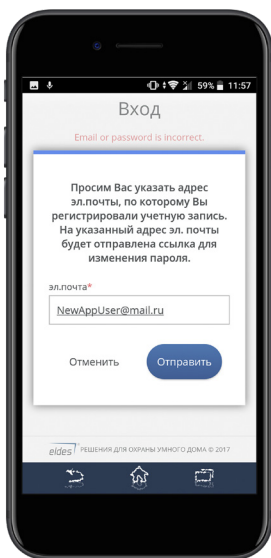 59% 11:57
Вход
Email or password is incorrect.
Просим Вас указать адрес
эл.почты, по которому Вы
регистрировали учетную запись.
На указанный адрес эл. почты
будет отправлена ссылка для
изменения пароля.
эл.почта*
NewAppUser@mail.ru
Отменить Отправить
eldes РЕШЕНИЯ ДЛЯ ОХРАНЫ УМНОГО ДОМА © 2017